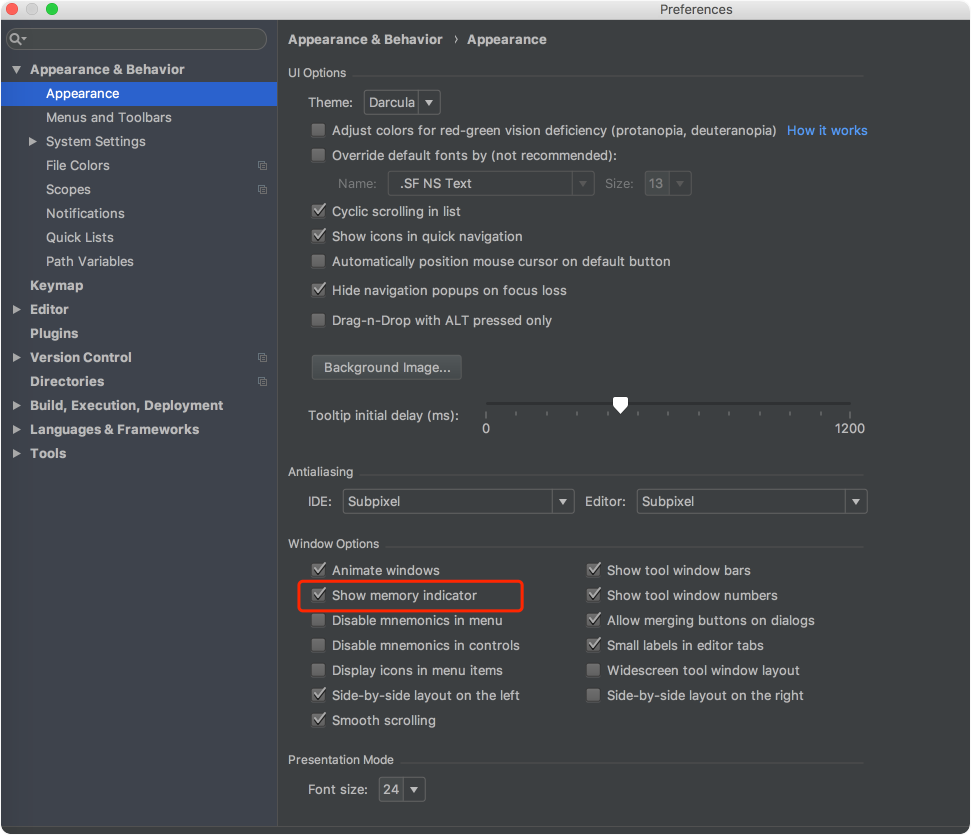 Preferences
Appearance & Behavior
Appearance
Menus and Toolbars
System Settings
File Colors
Scopes
Notifications
Quick Lists
Path Variables
Keymap
Editor
Plugins
Version Control
Directories
Build, Execution, Deployment
Languages & Frameworks
Tools
Appearance & Behavior › Appearance
UI Options
Theme: Darcula
Adjust colors for red-green vision deficiency (protanopia, deuteranopia) How it works
Override default fonts by (not recommended):
Name: .SF NS Text Size: 13
Cyclic scrolling in list
Show icons in quick navigation
Automatically position mouse cursor on default button
Hide navigation popups on focus loss
Drag-n-Drop with ALT pressed only
Background Image...
Tooltip initial delay (ms):
0 1200
Antialiasing
IDE: Subpixel Editor: Subpixel
Window Options
Animate windows Show tool window bars
Show memory indicator Show tool window numbers
Disable mnemonics in menu Allow merging buttons on dialogs
Disable mnemonics in controls Small labels in editor tabs
Display icons in menu items Widescreen tool window layout
Side-by-side layout on the left Side-by-side layout on the right
Smooth scrolling
Presentation Mode
Font size: 24